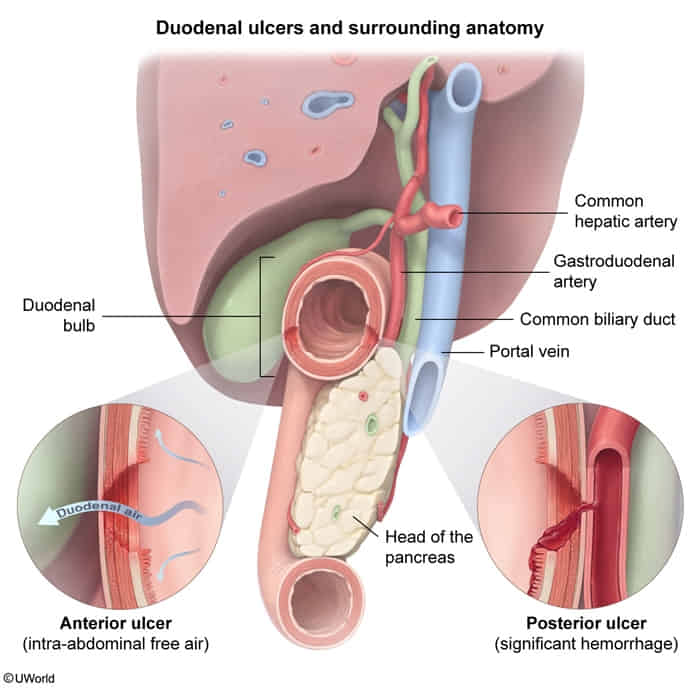 Duodenal ulcers and surrounding anatomy
Common
hepatic artery
Gastroduodenal
artery
Duodenal
bulb
Common biliary duct
Portal vein
Duodenal air
Head of the
pancreas
Anterior ulcer
(intra-abdominal free air)
Posterior ulcer
(significant hemorrhage)
©UWorld